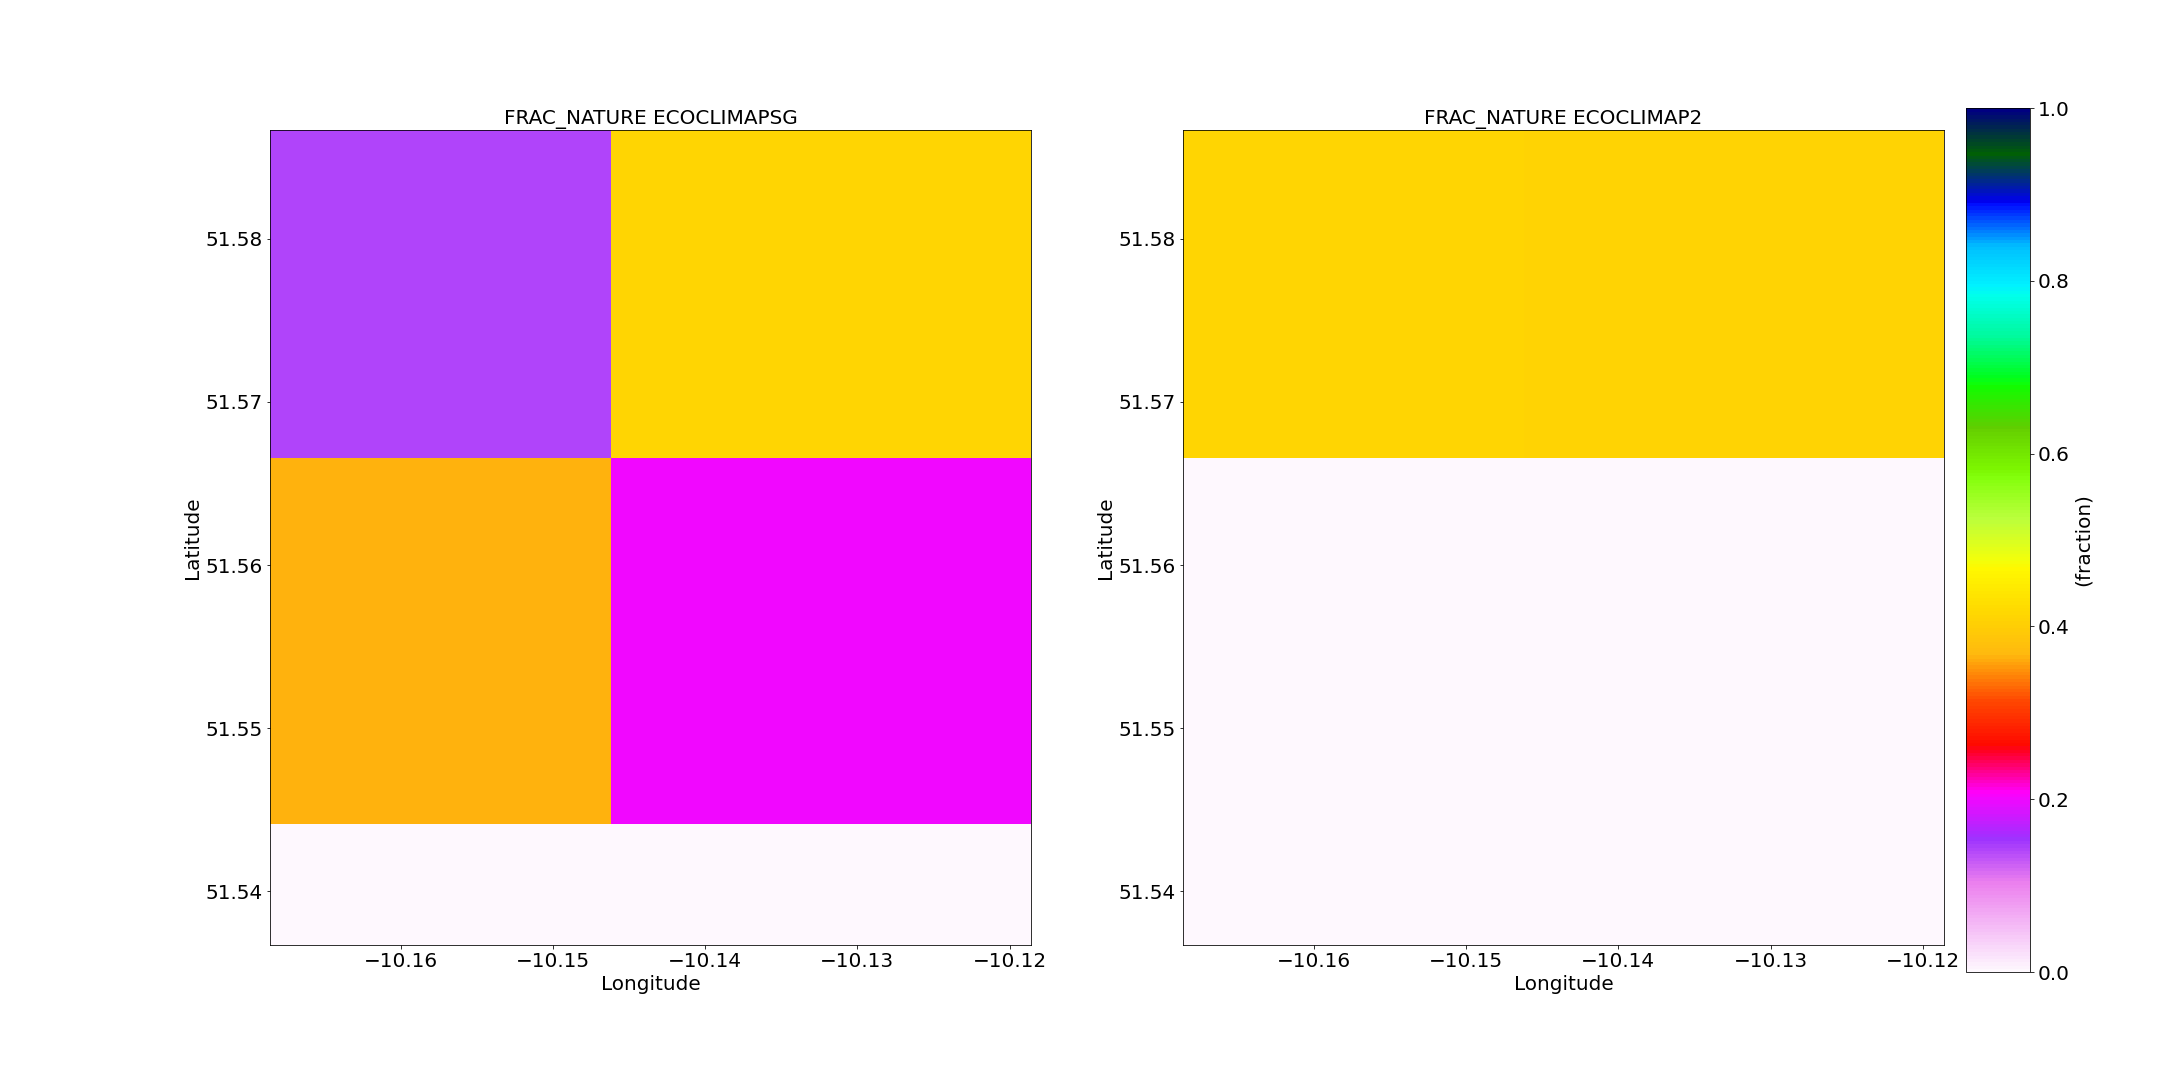 FRAC_NATURE ECOCLIMAPSG
51.58
51.57
51.56
51.55
51.54
Latitude
−10.16 −10.15 −10.14 −10.13 −10.12
Longitude
FRAC_NATURE ECOCLIMAP2
51.58
51.57
51.56
51.55
51.54
Latitude
−10.16 −10.15 −10.14 −10.13 −10.12
Longitude
1.0
0.8
0.6
0.4
0.2
0.0
(fraction)